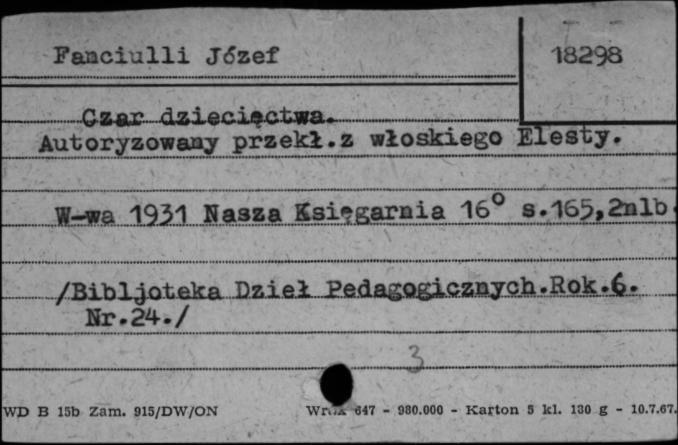 Fanciulli Józef
18298
Czar dziecięctwa.
Autoryzowany przekł.z włoskiego Elesty.
W-wa 1931 Nasza Księgarnia 16° s.165,2nlb.
/Bibljoteka Dzieł Pedagogicznych.Rok.6.
Nr.24./
3
WD B 15b Zam. 915/DW/ON 647 - 980.000 - Karton 5 kl. 180 g - 10.7.67.